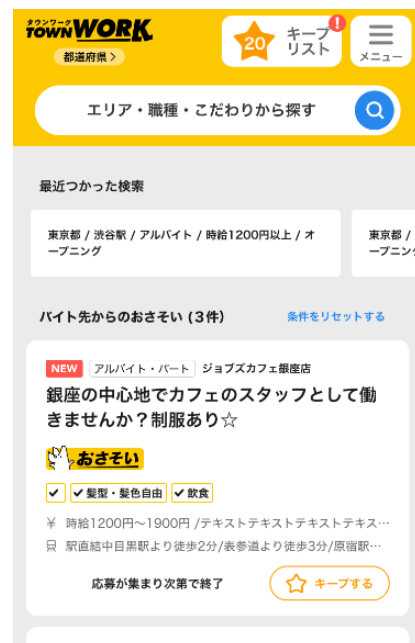 タウンワーク
TOWNWORK
都道府県 >
20
キープ
リスト
!
メニュー
エリア・職種・こだわりから探す
最近つかった検索
東京都 / 渋谷駅 / アルバイト / 時給1200円以上 / オ
ープニング
東京都 /
ープニン
バイト先からのおさそい (3件)
条件をリセットする
NEW アルバイト・パート ジョブズカフェ銀座店
銀座の中心地でカフェのスタッフとして働
きませんか？制服あり☆
おさそい
髪型・髪色自由 飲食
¥ 時給1200円〜1900円 /テキストテキストテキストテキス…
駅直結中目黒駅より徒歩2分/表参道より徒歩3分/原宿駅…
応募が集まり次第で終了
キープする